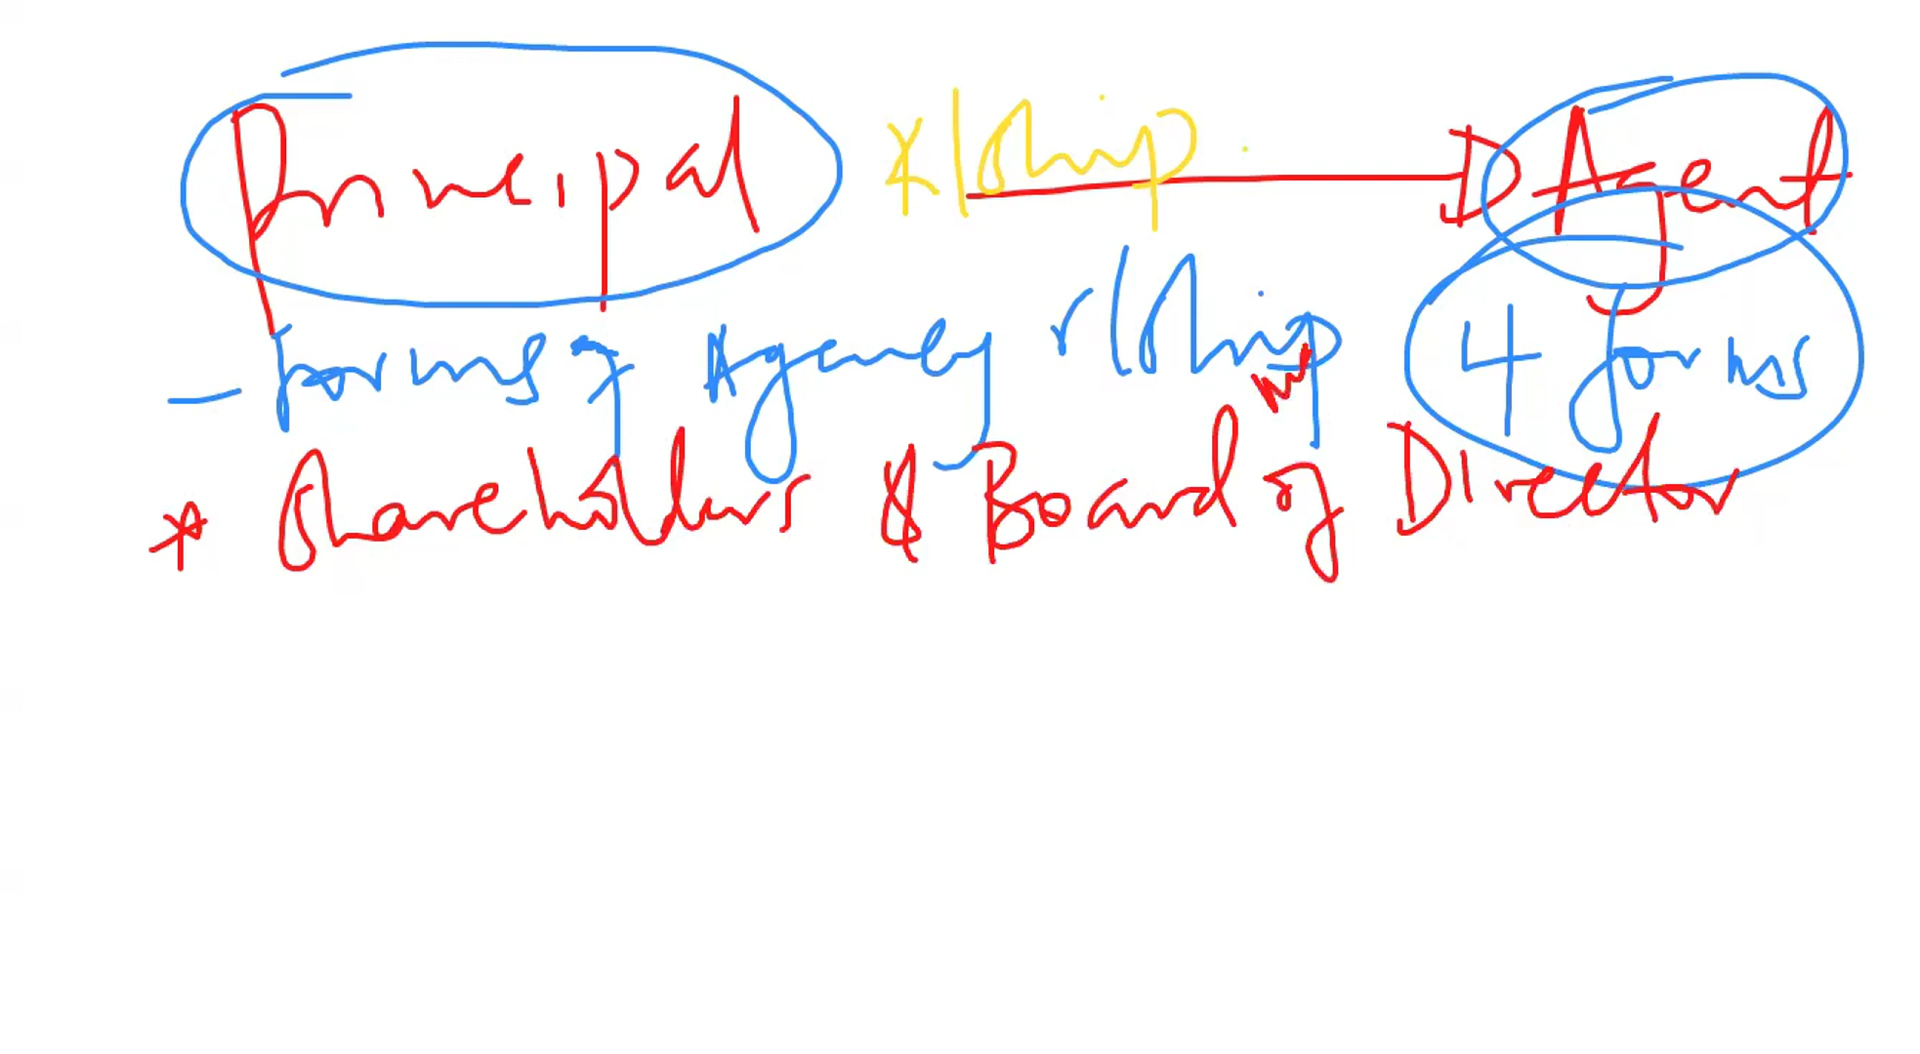 Principal r/ship Agent
- forms of Agency r/ship 4 forms
* Shareholders & Board of Director